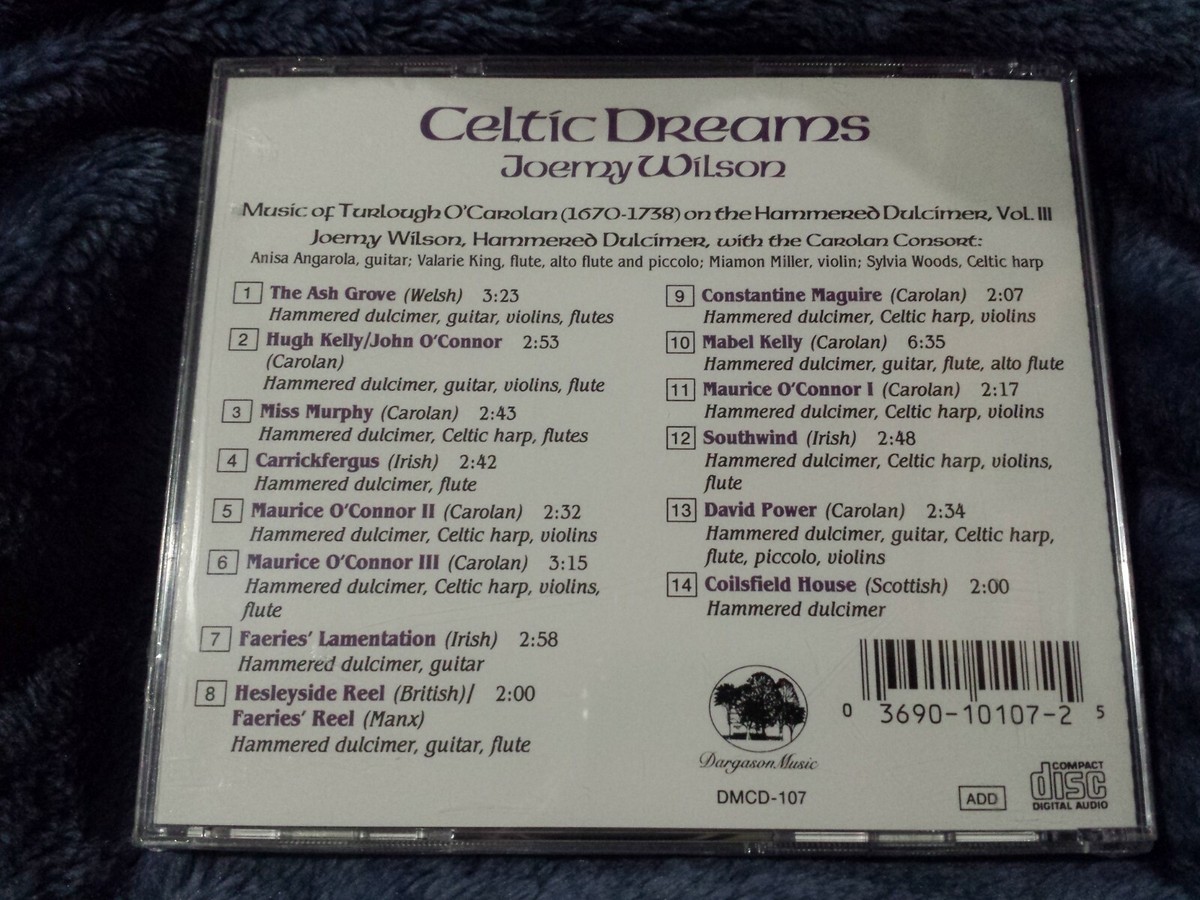 Celtic Dreams
Joemy Wilson
Music of Turlough O'Carolan (1670-1738) on the Hammered Dulcimer, Vol. III
Joemy Wilson, Hammered Dulcimer, with the Carolan Consort:
Anisa Angarola, guitar; Valarie King, flute, alto flute and piccolo; Miamon Miller, violin; Sylvia Woods, Celtic harp
1 The Ash Grove (Welsh) 3:23
Hammered dulcimer, guitar, violins, flutes
2 Hugh Kelly/John O'Connor 2:53
(Carolan)
Hammered dulcimer, guitar, violins, flute
3 Miss Murphy (Carolan) 2:43
Hammered dulcimer, Celtic harp, flutes
4 Carrickfergus (Irish) 2:42
Hammered dulcimer, flute
5 Maurice O'Connor II (Carolan) 2:32
Hammered dulcimer, Celtic harp, violins
6 Maurice O'Connor III (Carolan) 3:15
Hammered dulcimer, Celtic harp, violins,
flute
7 Faeries' Lamentation (Irish) 2:58
Hammered dulcimer, guitar
8 Hesleyside Reel (British)/ 2:00
Faeries' Reel (Manx)
Hammered dulcimer, guitar, flute
9 Constantine Maguire (Carolan) 2:07
Hammered dulcimer, Celtic harp, violins
10 Mabel Kelly (Carolan) 6:35
Hammered dulcimer, guitar, flute, alto flute
11 Maurice O'Connor I (Carolan) 2:17
Hammered dulcimer, Celtic harp, violins
12 Southwind (Irish) 2:48
Hammered dulcimer, Celtic harp, violins,
flute
13 David Power (Carolan) 2:34
Hammered dulcimer, guitar, Celtic harp,
flute, piccolo, violins
14 Coilsfield House (Scottish) 2:00
Hammered dulcimer
0 3690-10107-2 5
Dargason Music
DMCD-107
ADD
COMPACT
disc
DIGITAL AUDIO